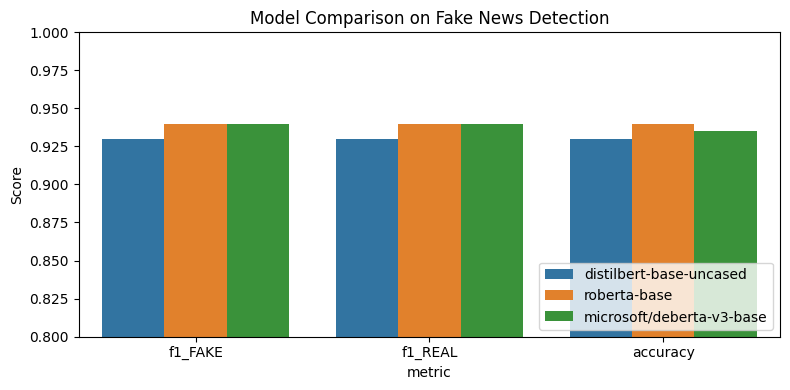 Model Comparison on Fake News Detection
1.000
0.975
0.950
0.925
0.900
0.875
0.850
0.825
0.800
Score
f1_FAKE
f1_REAL
accuracy
metric
distilbert-base-uncased
roberta-base
microsoft/deberta-v3-base